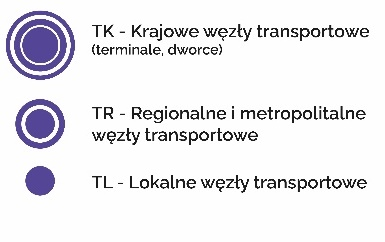 TK - Krajowe węzły transportowe
(terminale, dworce)
TR - Regionalne i metropolitalne
węzły transportowe
TL - Lokalne węzły transportowe